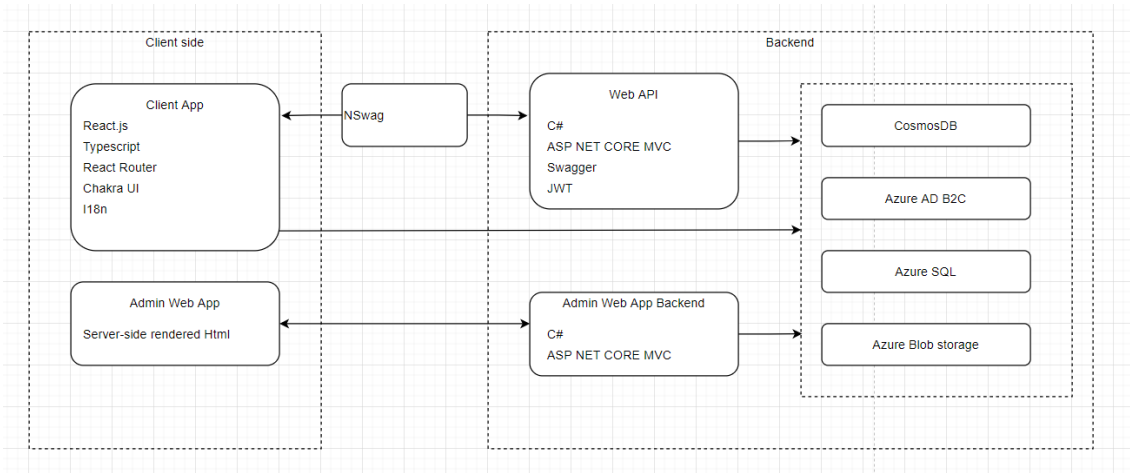 Client side
Client App
React.js
Typescript
React Router
Chakra UI
I18n
Admin Web App
Server-side rendered Html
NSwag
Backend
Web API
C#
ASP NET CORE MVC
Swagger
JWT
Admin Web App Backend
C#
ASP NET CORE MVC
CosmosDB
Azure AD B2C
Azure SQL
Azure Blob storage